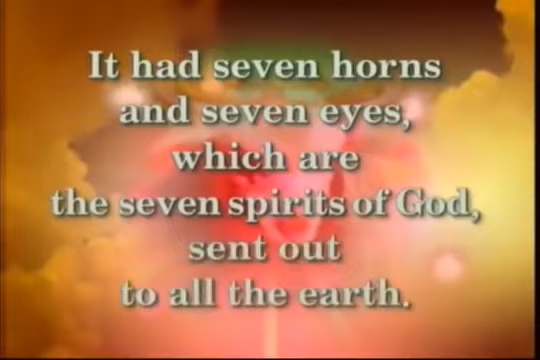 It had seven horns
and seven eyes,
which are
the seven spirits of God,
sent out
to all the earth.